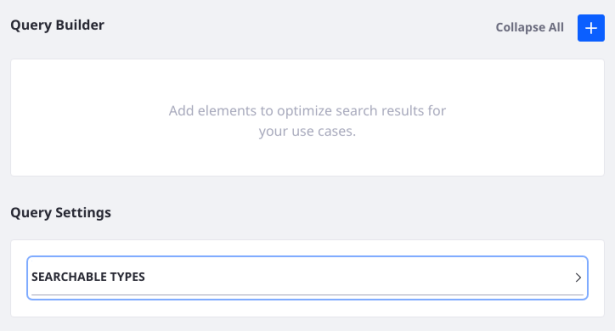 Query Builder
Collapse All
Add elements to optimize search results for
your use cases.
Query Settings
SEARCHABLE TYPES